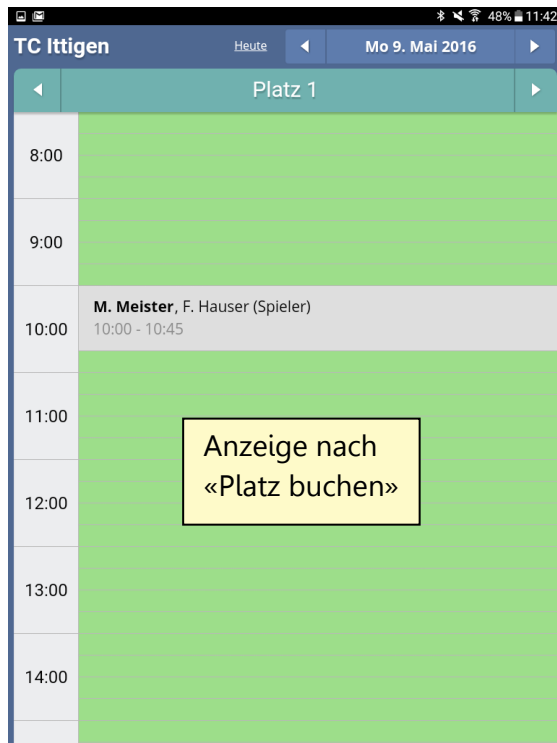 48% 11:42
TC Ittigen Heute Mo 9. Mai 2016
Platz 1
8:00
9:00
M. Meister, F. Hauser (Spieler)
10:00 10:00 - 10:45
11:00
Anzeige nach
«Platz buchen»
12:00
13:00
14:00